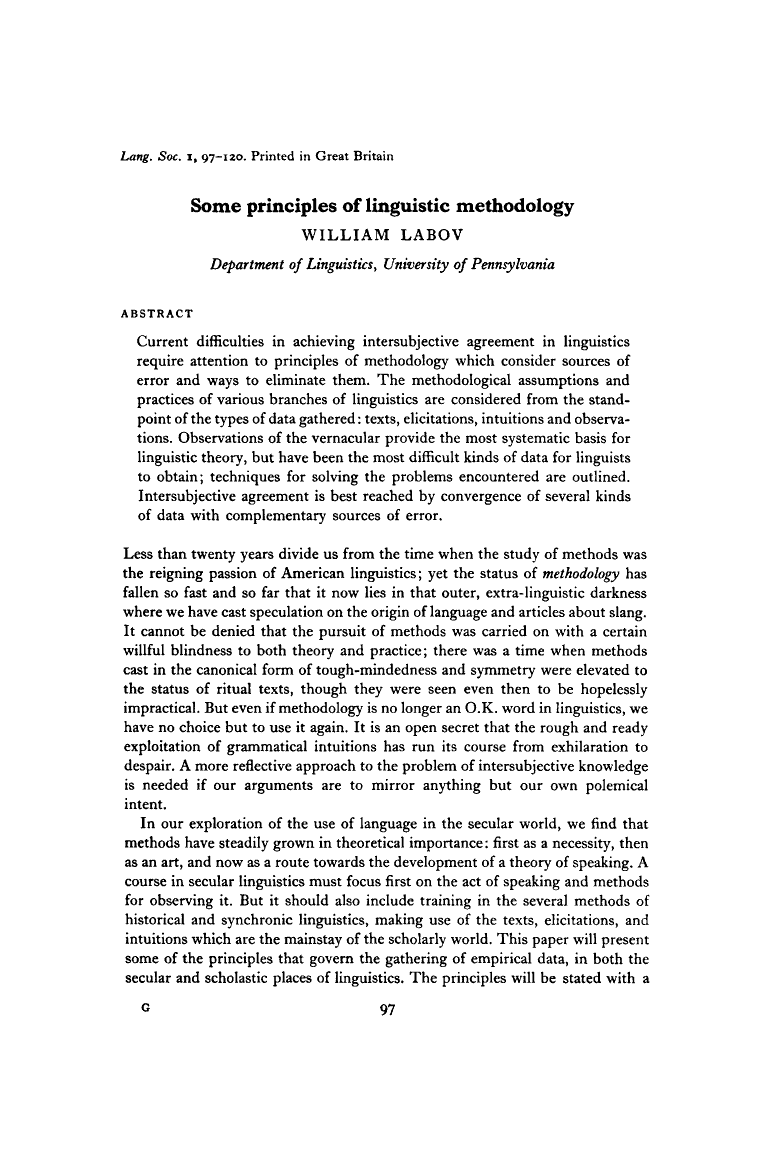 Lang. Soc. 1, 97–120. Printed in Great Britain
Some principles of linguistic methodology
WILLIAM LABOV
Department of Linguistics, University of Pennsylvania
ABSTRACT
Current difficulties in achieving intersubjective agreement in linguistics
require attention to principles of methodology which consider sources of
error and ways to eliminate them. The methodological assumptions and
practices of various branches of linguistics are considered from the stand-
point of the types of data gathered: texts, elicitations, intuitions and observa-
tions. Observations of the vernacular provide the most systematic basis for
linguistic theory, but have been the most difficult kinds of data for linguists
to obtain; techniques for solving the problems encountered are outlined.
Intersubjective agreement is best reached by convergence of several kinds
of data with complementary sources of error.
Less than twenty years divide us from the time when the study of methods was
the reigning passion of American linguistics; yet the status of methodology has
fallen so fast and so far that it now lies in that outer, extra-linguistic darkness
where we have cast speculation on the origin of language and articles about slang.
It cannot be denied that the pursuit of methods was carried on with a certain
willful blindness to both theory and practice; there was a time when methods
cast in the canonical form of tough-mindedness and symmetry were elevated to
the status of ritual texts, though they were seen even then to be hopelessly
impractical. But even if methodology is no longer an O.K. word in linguistics, we
have no choice but to use it again. It is an open secret that the rough and ready
exploitation of grammatical intuitions has run its course from exhilaration to
despair. A more reflective approach to the problem of intersubjective knowledge
is needed if our arguments are to mirror anything but our own polemical
intent.
In our exploration of the use of language in the secular world, we find that
methods have steadily grown in theoretical importance: first as a necessity, then
as an art, and now as a route towards the development of a theory of speaking. A
course in secular linguistics must focus first on the act of speaking and methods
for observing it. But it should also include training in the several methods of
historical and synchronic linguistics, making use of the texts, elicitations, and
intuitions which are the mainstay of the scholarly world. This paper will present
some of the principles that govern the gathering of empirical data, in both the
secular and scholastic places of linguistics. The principles will be stated with a
G 97